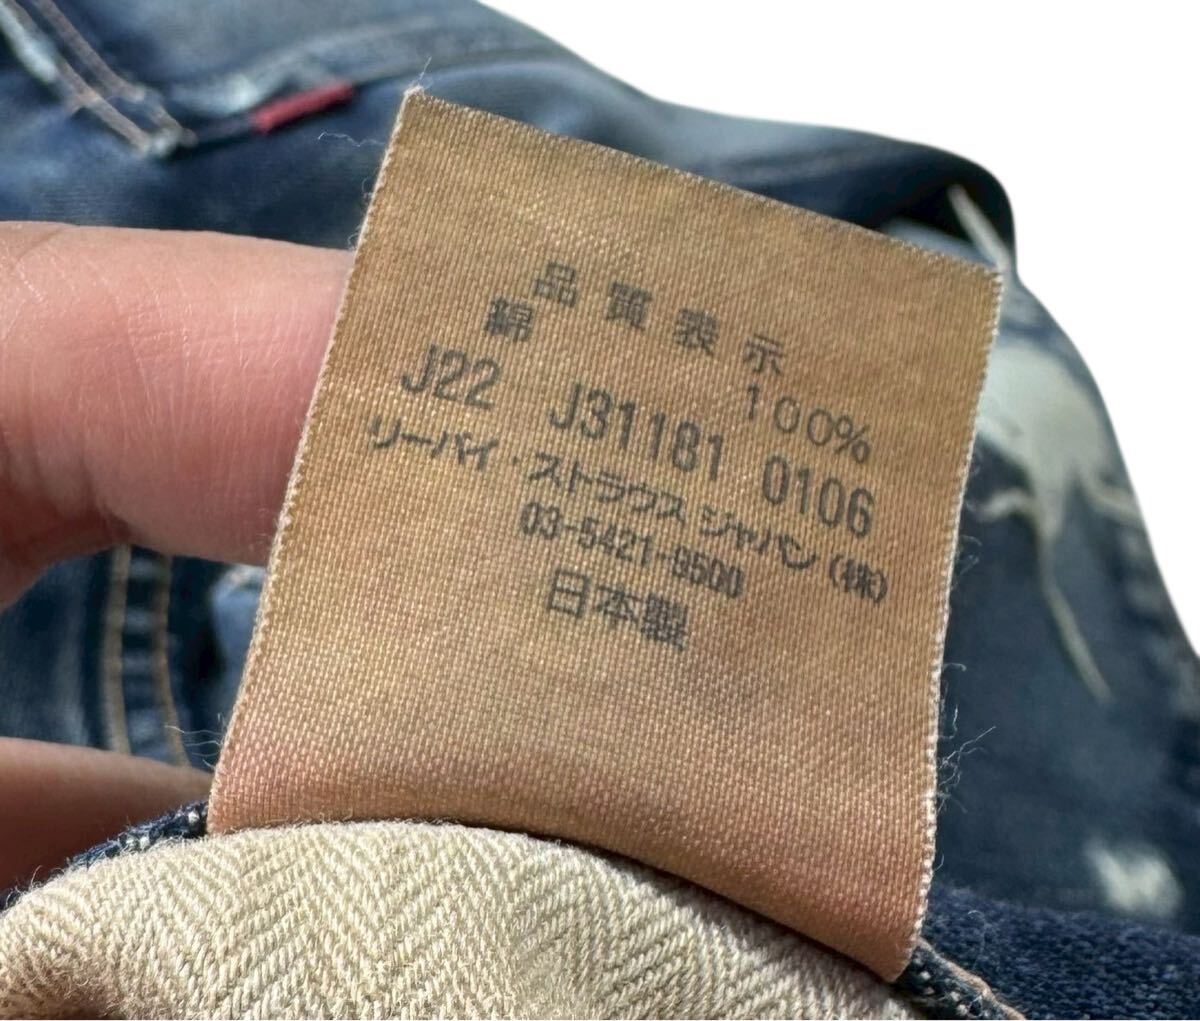 品質表示
綿 100%
J22 J31181 0106
リーバイ・ストラウス ジャパン(株)
03-5421-9500
日本製